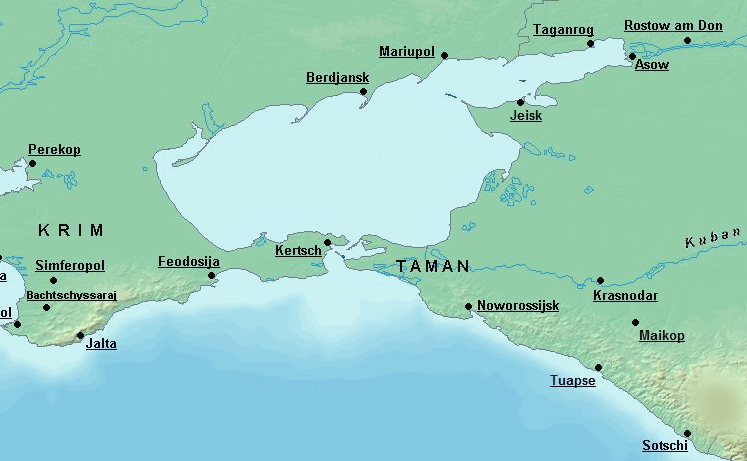 Rostow am Don
Taganrog
Mariupol
Asow
Berdjansk
Jeisk
Perekop
KRIM
Kuban
Kertsch
Feodosija
Simferopol
TAMAN
a
Bachtschyssaraj
Krasnodar
Noworossijsk
ol
Maikop
Jalta
Tuapse
Sotschi